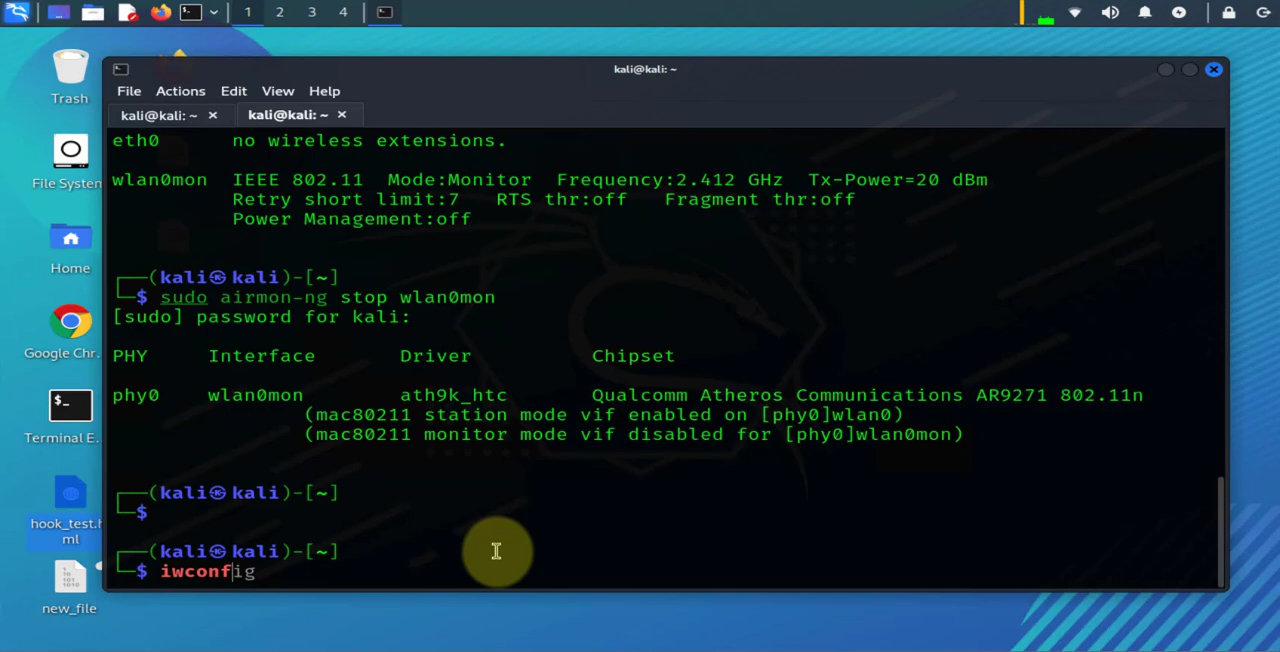 1 2 3 4
kali@kali: ~
File Actions Edit View Help
kali@kali: ~ × kali@kali: ~ ×
eth0 no wireless extensions.
wlan0mon IEEE 802.11 Mode:Monitor Frequency:2.412 GHz Tx-Power=20 dBm
Retry short limit:7 RTS thr:off Fragment thr:off
Power Management:off
┌──(kali㉿kali)-[~]
└─$ sudo airmon-ng stop wlan0mon
[sudo] password for kali:
PHY Interface Driver Chipset
phy0 wlan0mon ath9k_htc Qualcomm Atheros Communications AR9271 802.11n
(mac80211 station mode vif enabled on [phy0]wlan0)
(mac80211 monitor mode vif disabled for [phy0]wlan0mon)
┌──(kali㉿kali)-[~]
└─$
┌──(kali㉿kali)-[~]
└─$ iwconfig
Trash
File System
Home
Google Chr.
Terminal E.
hook_test.h
ml
new_file